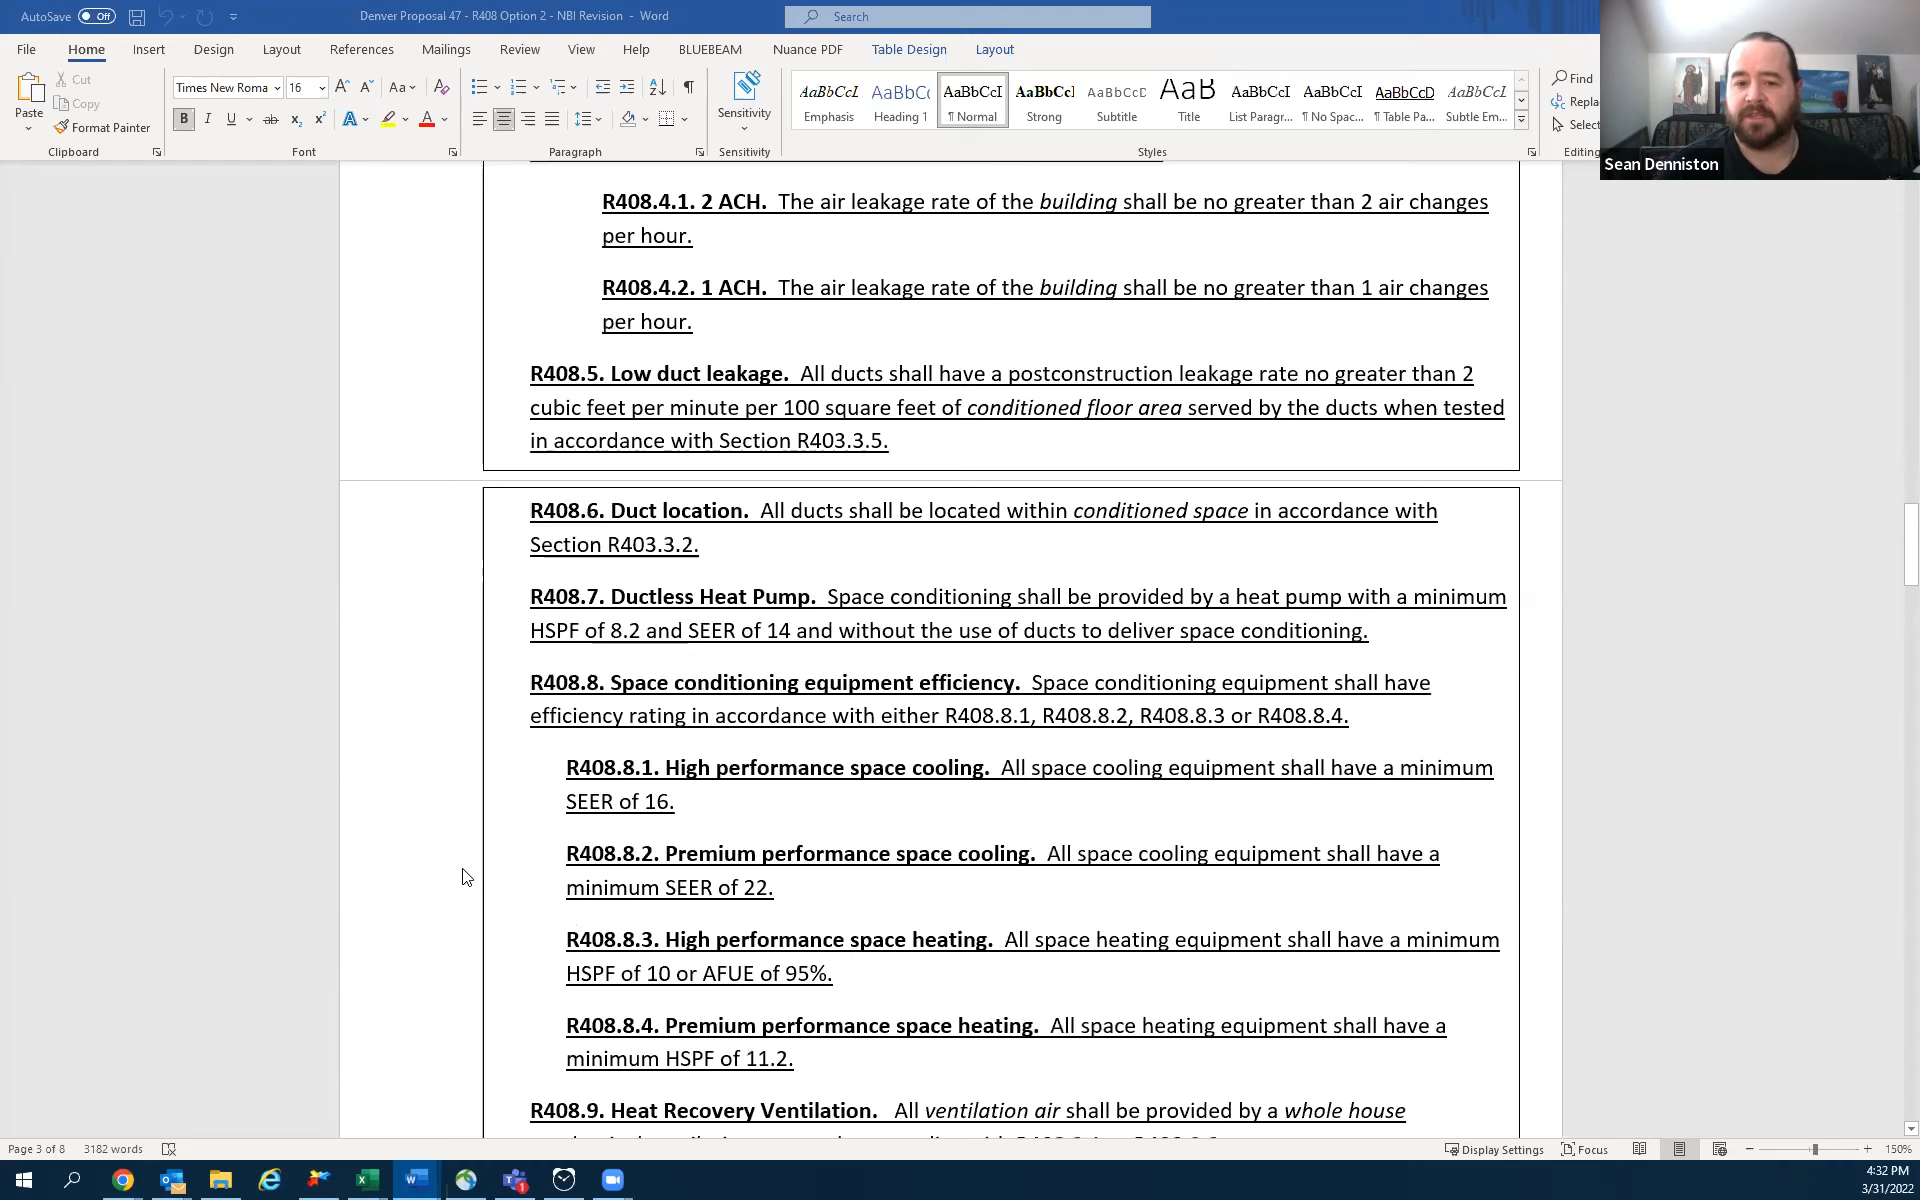 AutoSave Off Denver Proposal 47 - R408 Option 2 - NBI Revision - Word Search
File Home Insert Design Layout References Mailings Review View Help BLUEBEAM Nuance PDF Table Design Layout
Paste Cut Copy Format Painter
Times New Roma 16
Sensitivity
AaBbCcI AaBbCc AaBbCcI AaBbCcI AaBbCcD AaB AaBbCcI AaBbCcI AaBbCcD AaBbCcI
Emphasis Heading 1 ¶ Normal Strong Subtitle Title List Paragr... ¶ No Spac... ¶ Table Pa... Subtle Em...
Find
Repla
Select
Clipboard Font Paragraph Sensitivity Styles Editing
Sean Denniston
R408.4.1. 2 ACH. The air leakage rate of the building shall be no greater than 2 air changes
per hour.
R408.4.2. 1 ACH. The air leakage rate of the building shall be no greater than 1 air changes
per hour.
R408.5. Low duct leakage. All ducts shall have a postconstruction leakage rate no greater than 2
cubic feet per minute per 100 square feet of conditioned floor area served by the ducts when tested
in accordance with Section R403.3.5.
R408.6. Duct location. All ducts shall be located within conditioned space in accordance with
Section R403.3.2.
R408.7. Ductless Heat Pump. Space conditioning shall be provided by a heat pump with a minimum
HSPF of 8.2 and SEER of 14 and without the use of ducts to deliver space conditioning.
R408.8. Space conditioning equipment efficiency. Space conditioning equipment shall have
efficiency rating in accordance with either R408.8.1, R408.8.2, R408.8.3 or R408.8.4.
R408.8.1. High performance space cooling. All space cooling equipment shall have a minimum
SEER of 16.
R408.8.2. Premium performance space cooling. All space cooling equipment shall have a
minimum SEER of 22.
R408.8.3. High performance space heating. All space heating equipment shall have a minimum
HSPF of 10 or AFUE of 95%.
R408.8.4. Premium performance space heating. All space heating equipment shall have a
minimum HSPF of 11.2.
R408.9. Heat Recovery Ventilation. All ventilation air shall be provided by a whole house
Page 3 of 8 3182 words Display Settings Focus 150%
4:32 PM
3/31/2022